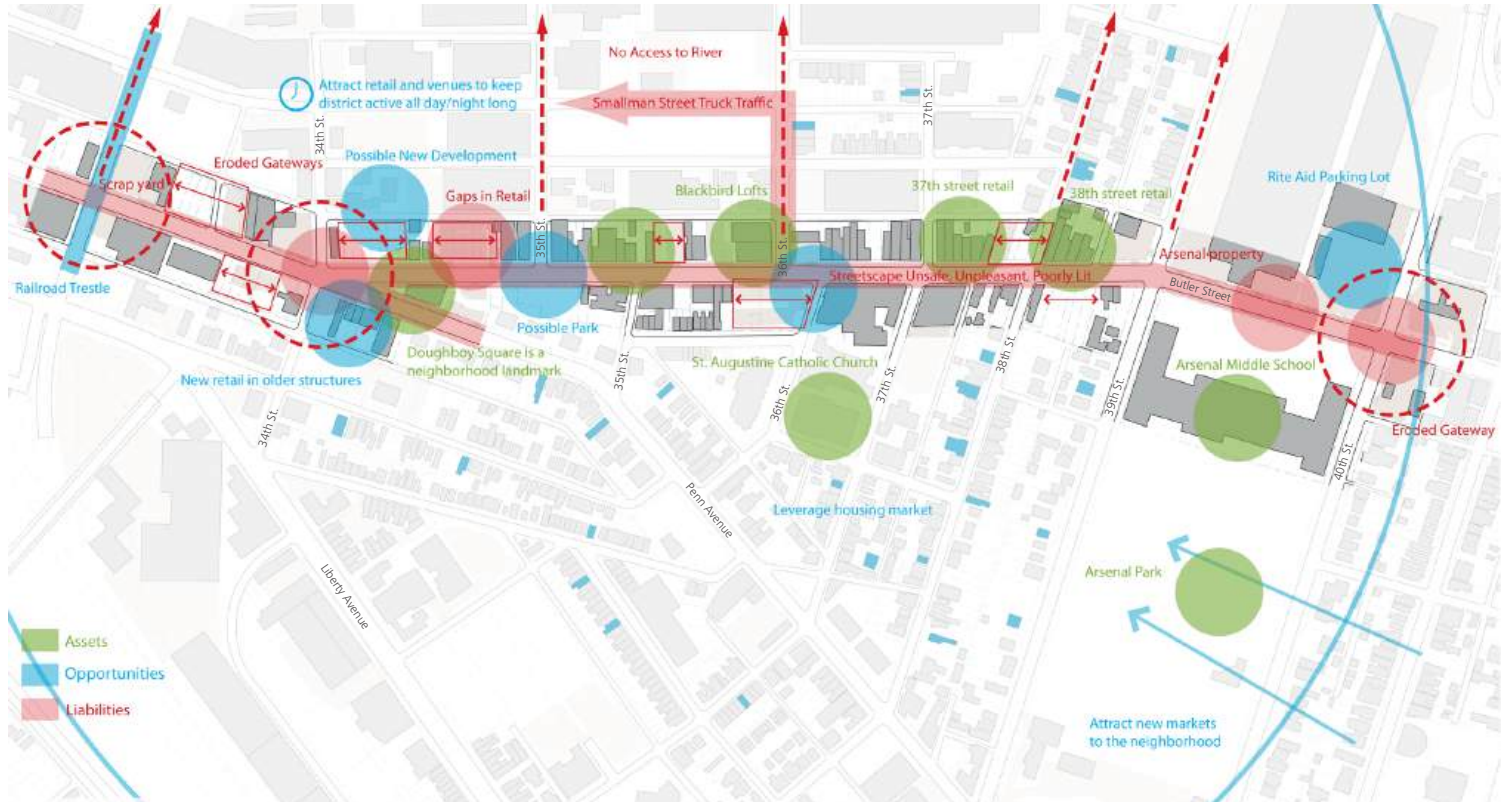 No Access to River
Attract retail and venues to keep
district active all day/night long
Smallman Street Truck Traffic
34th St.
37th St.
Eroded Gateways
Possible New Development
Scrap yard
Gaps in Retail
Blackbird Lofts
37th street retail
38th street retail
Rite Aid Parking Lot
35th St.
36th St.
Streetscape Unsafe, Unpleasant, Poorly Lit
Arsenal property
Butler Street
Railroad Trestle
Possible Park
Doughboy Square is a
neighborhood landmark
New retail in older structures
St. Augustine Catholic Church
Arsenal Middle School
35th St.
36th St.
37th St.
38th St.
39th St.
34th St.
40th St.
Eroded Gateway
Penn Avenue
Leverage housing market
Liberty Avenue
Arsenal Park
Assets
Opportunities
Liabilities
Attract new markets
to the neighborhood